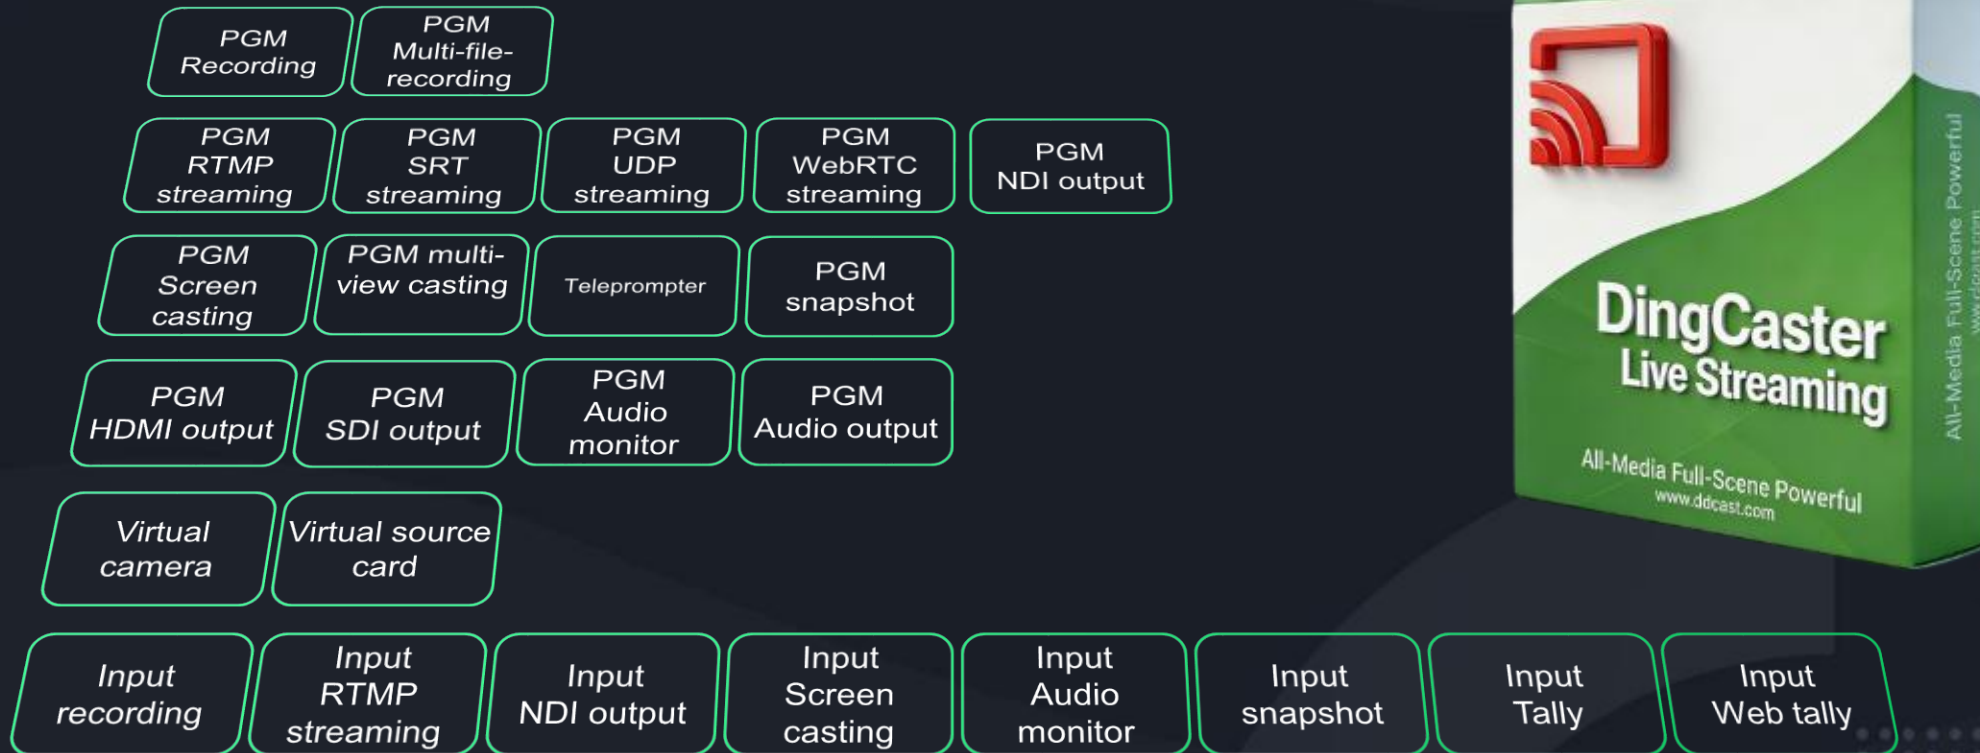 PGM
Recording
PGM
Multi-file-
recording
PGM
RTMP
streaming
PGM
SRT
streaming
PGM
UDP
streaming
PGM
WebRTC
streaming
PGM
NDI output
PGM
Screen
casting
PGM multi-
view casting
Teleprompter
PGM
snapshot
PGM
HDMI output
PGM
SDI output
PGM
Audio
monitor
PGM
Audio output
Virtual
camera
Virtual source
card
Input
recording
Input
RTMP
streaming
Input
NDI output
Input
Screen
casting
Input
Audio
monitor
Input
snapshot
Input
Tally
Input
Web tally
DingCaster
Live Streaming
All-Media Full-Scene Powerful
www.ddcast.com
All-Media Full-Scene Powerful
www.ddcast.com